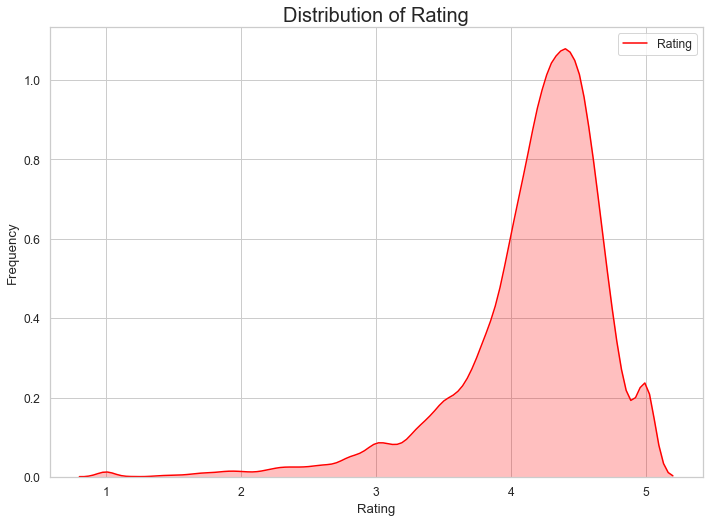 Distribution of Rating
Rating
1.0
0.8
0.6
0.4
0.2
0.0
Frequency
1 2 3 4 5
Rating